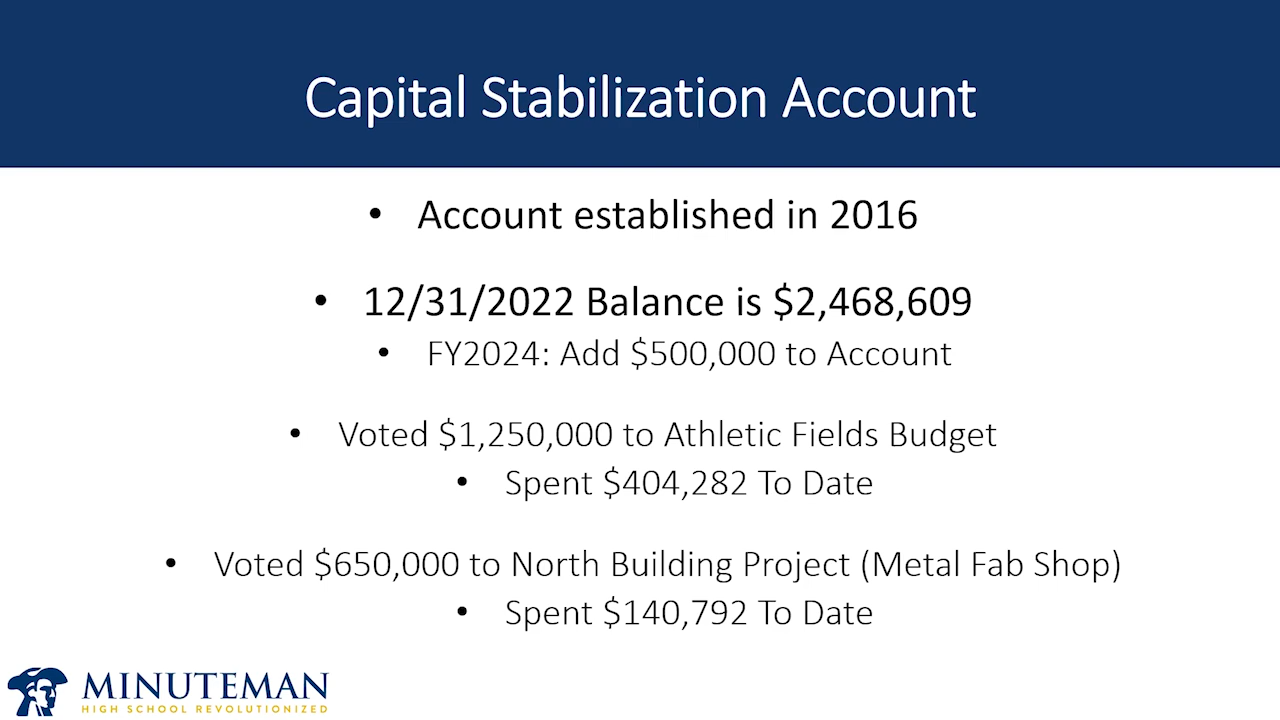 Capital Stabilization Account
• Account established in 2016
• 12/31/2022 Balance is $2,468,609
• FY2024: Add $500,000 to Account
• Voted $1,250,000 to Athletic Fields Budget
• Spent $404,282 To Date
• Voted $650,000 to North Building Project (Metal Fab Shop)
• Spent $140,792 To Date
MINUTEMAN
HIGH SCHOOL REVOLUTIONIZED